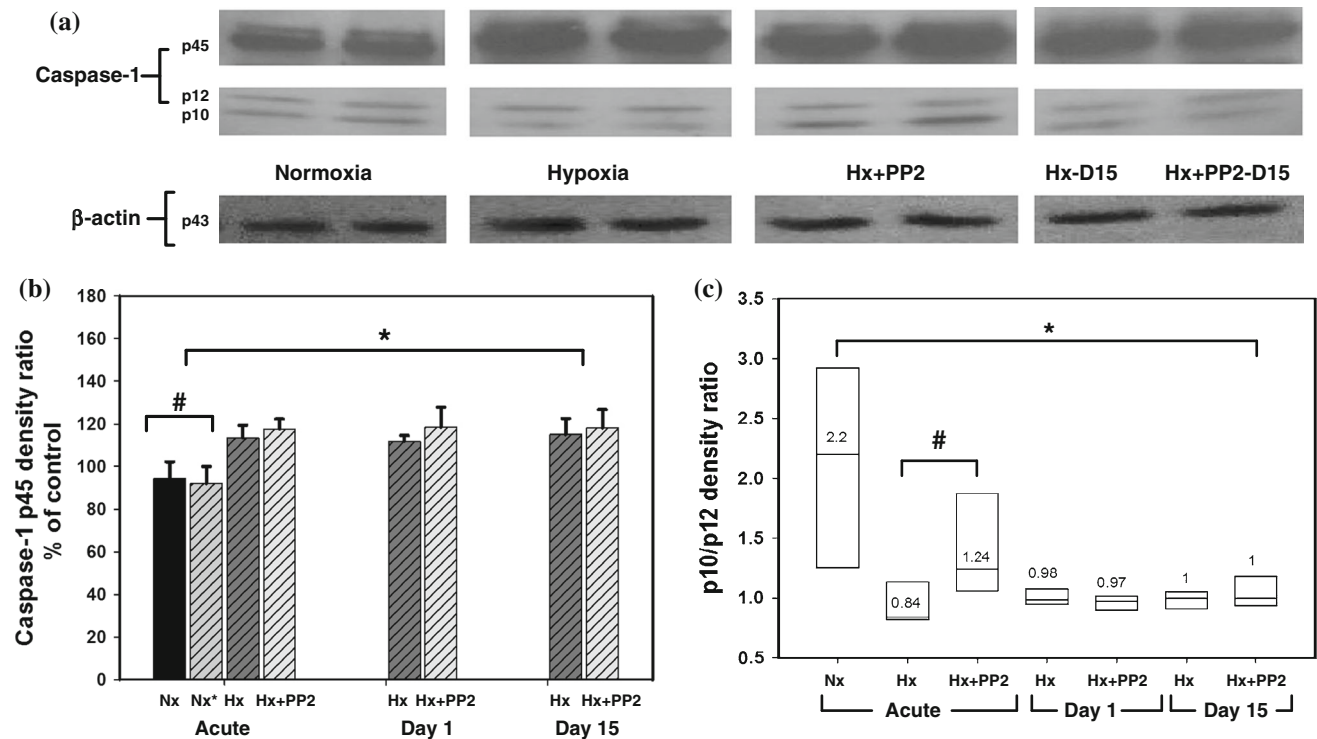 (a)
p45
Caspase-1
p12
p10
Normoxia Hypoxia Hx+PP2 Hx-D15 Hx+PP2-D15
β-actin p43
(b)
Caspase-1 p45 density ratio
% of control
180
160
140
120
100
80
60
40
20
0
*
#
Nx Nx* Hx Hx+PP2 Hx Hx+PP2 Hx Hx+PP2
Acute Day 1 Day 15
(c)
p10/p12 density ratio
3.5
3.0
2.5
2.0
1.5
1.0
0.5
*
#
2.2
0.84
1.24
0.98
0.97
1
1
Nx Hx Hx+PP2 Hx Hx+PP2 Hx Hx+PP2
Acute Day 1 Day 15